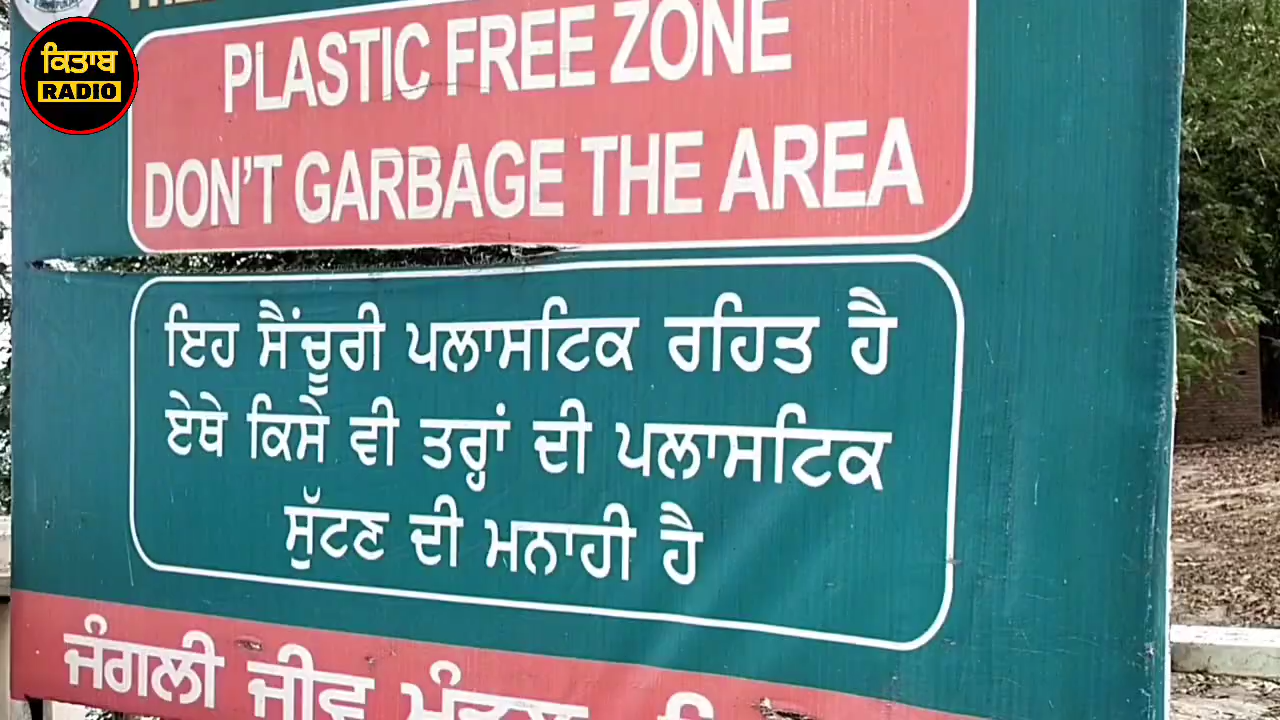 ਕਿਤਾਬ
RADIO
PLASTIC FREE ZONE
DON'T GARBAGE THE AREA
ਇਹ ਸੈਂਚੂਰੀ ਪਲਾਸਟਿਕ ਰਹਿਤ ਹੈ
ਏਥੇ ਕਿਸੇ ਵੀ ਤਰ੍ਹਾਂ ਦੀ ਪਲਾਸਟਿਕ
ਸੁੱਟਣ ਦੀ ਮਨਾਹੀ ਹੈ
ਜੰਗਲੀ ਜੀਵ ਮੰਡਲ